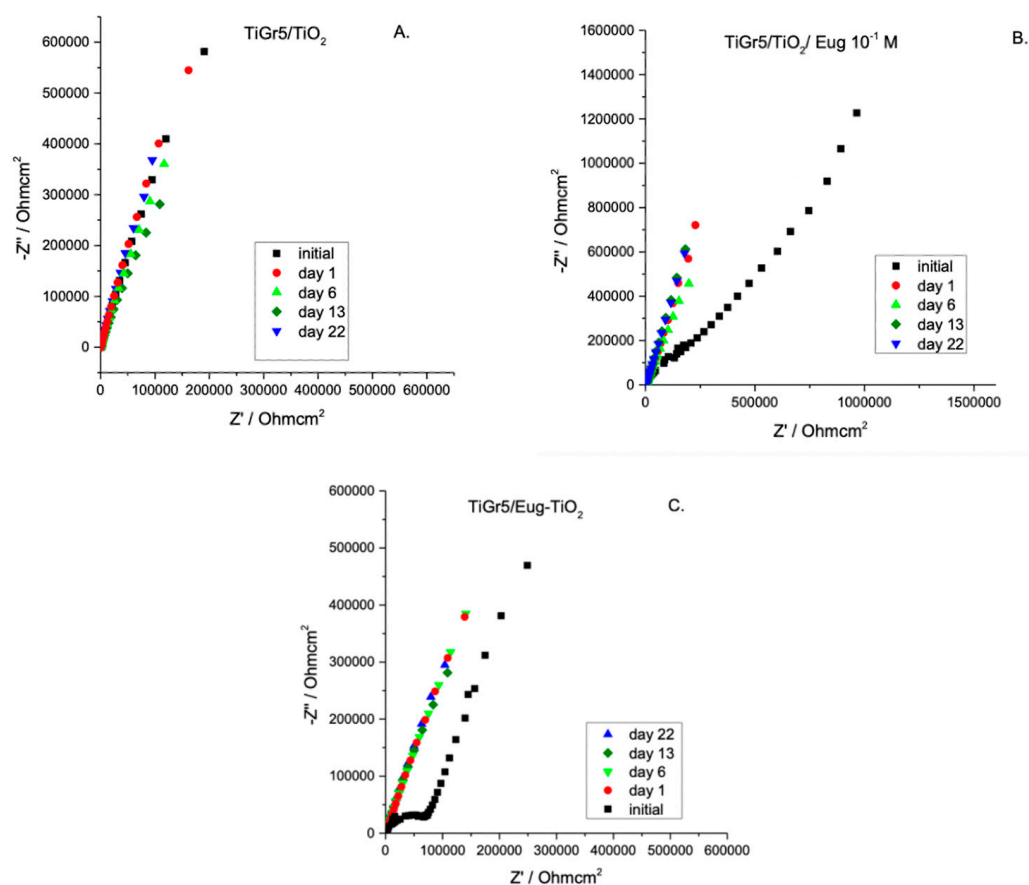 TiGr5/TiO2
A.
600000
500000
400000
300000
200000
100000
0
-Z'' / Ohmcm2
initial
day 1
day 6
day 13
day 22
0 100000 200000 300000 400000 500000 600000
Z' / Ohmcm2
TiGr5/TiO2/ Eug 10-1 M
B.
1600000
1400000
1200000
1000000
800000
600000
400000
200000
0
-Z'' / Ohmcm2
initial
day 1
day 6
day 13
day 22
0 500000 1000000 1500000
Z' / Ohmcm2
TiGr5/Eug-TiO2
C.
600000
500000
400000
300000
200000
100000
0
-Z'' / Ohmcm2
day 22
day 13
day 6
day 1
initial
0 100000 200000 300000 400000 500000 600000
Z' / Ohmcm2